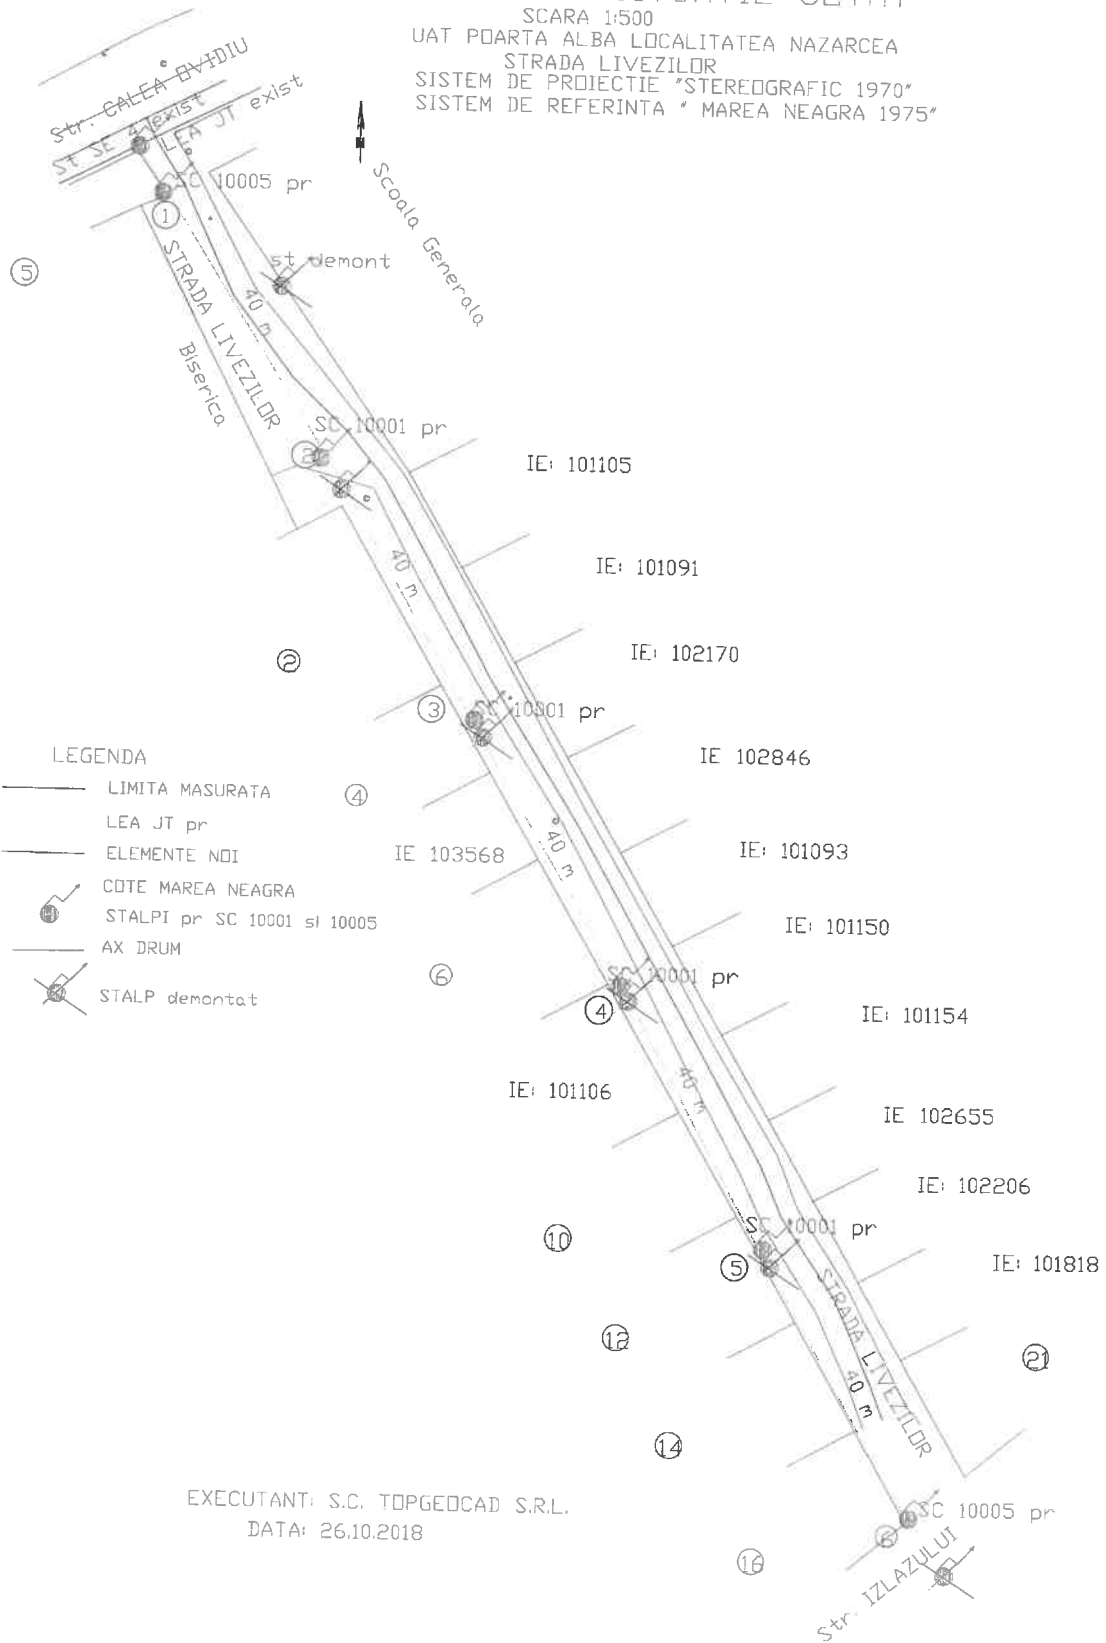 SCARA 1:500
UAT POARTA ALBA LOCALITATEA NAZARCEA
STRADA LIVEZILOR
SISTEM DE PROIECTIE "STEREOGRAFIC 1970"
SISTEM DE REFERINTA " MAREA NEAGRA 1975"
Str. CALEA OVIDIU
St SE 4 exist
LEA JT exist
SC 10005 pr
1
5
Scoala Generala
st demont
STRADA LIVEZILOR
40 m
Biserica
SC 10001 pr
2
IE: 101105
40 m
IE: 101091
2
IE: 102170
3
SC 10001 pr
IE 102846
LEGENDA
LIMITA MASURATA
4
LEA JT pr
ELEMENTE NOI
IE 103568
40 m
IE: 101093
COTE MAREA NEAGRA
STALPI pr SC 10001 si 10005
IE: 101150
AX DRUM
6
SC 10001 pr
STALP demontat
4
IE: 101154
IE: 101106
40 m
IE 102655
IE: 102206
10
SC 10001 pr
5
IE: 101818
12
STRADA LIVEZILOR
21
40 m
14
EXECUTANT: S.C. TOPGEOCAD S.R.L.
DATA: 26.10.2018
SC 10005 pr
6
16
Str. IZLAZULUI